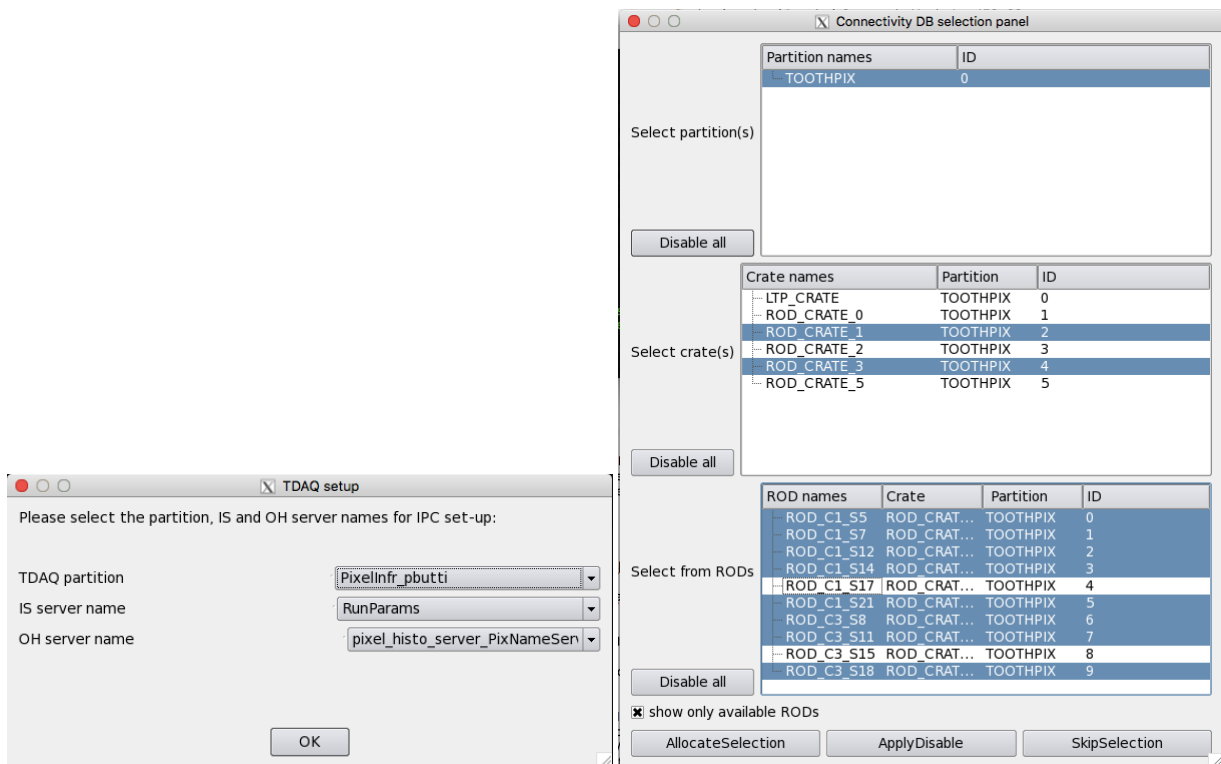 TDAQ setup
Please select the partition, IS and OH server names for IPC set-up:
TDAQ partition PixelInfr_pbutti
IS server name RunParams
OH server name pixel_histo_server_PixNameSer
OK
Connectivity DB selection panel
Partition names ID
TOOTHPIX 0
Select partition(s)
Disable all
Crate names Partition ID
LTP_CRATE TOOTHPIX 0
ROD_CRATE_0 TOOTHPIX 1
ROD_CRATE_1 TOOTHPIX 2
ROD_CRATE_2 TOOTHPIX 3
ROD_CRATE_3 TOOTHPIX 4
ROD_CRATE_5 TOOTHPIX 5
Select crate(s)
Disable all
ROD names Crate Partition ID
ROD_C1_S5 ROD_CRAT... TOOTHPIX 0
ROD_C1_S7 ROD_CRAT... TOOTHPIX 1
ROD_C1_S12 ROD_CRAT... TOOTHPIX 2
ROD_C1_S14 ROD_CRAT... TOOTHPIX 3
ROD_C1_S17 ROD_CRAT... TOOTHPIX 4
ROD_C1_S21 ROD_CRAT... TOOTHPIX 5
ROD_C3_S8 ROD_CRAT... TOOTHPIX 6
ROD_C3_S11 ROD_CRAT... TOOTHPIX 7
ROD_C3_S15 ROD_CRAT... TOOTHPIX 8
ROD_C3_S18 ROD_CRAT... TOOTHPIX 9
Select from RODs
Disable all
show only available RODs
AllocateSelection ApplyDisable SkipSelection